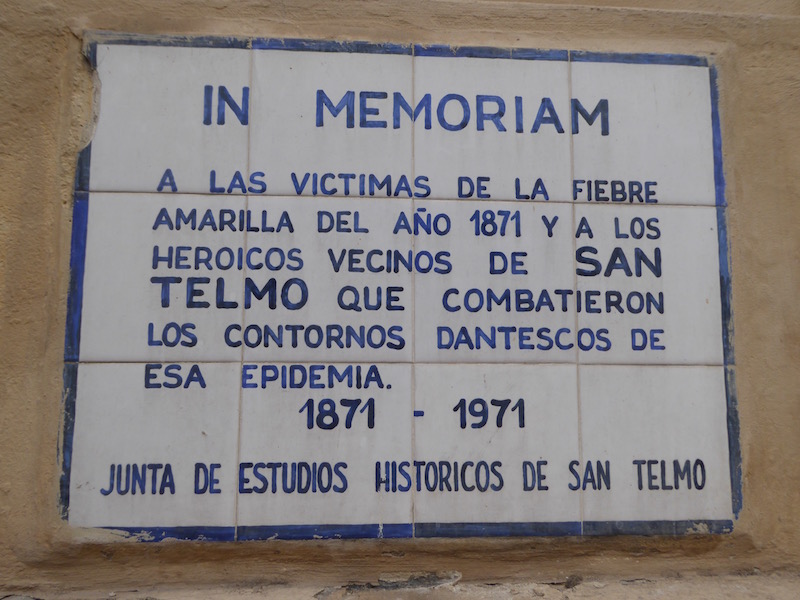 IN MEMORIAM
A LAS VICTIMAS DE LA FIEBRE
AMARILLA DEL AÑO 1871 Y A LOS
HEROICOS VECINOS DE SAN
TELMO QUE COMBATIERON
LOS CONTORNOS DANTESCOS DE
ESA EPIDEMIA.
1871 - 1971
JUNTA DE ESTUDIOS HISTORICOS DE SAN TELMO